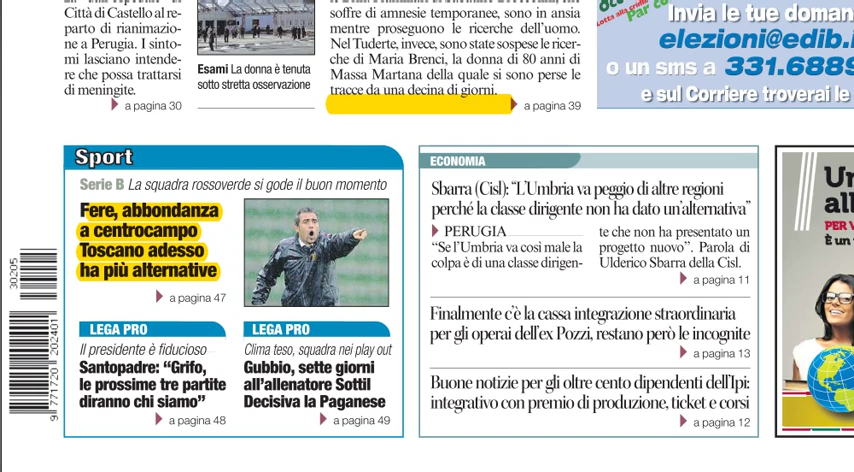 Città di Castello al re-
parto di rianimazio-
ne a Perugia. I sinto-
mi lasciano intende-
re che possa trattarsi
di meningite.
a pagina 30
Esami La donna è tenuta
sotto stretta osservazione
soffre di amnesie temporanee, sono in ansia
mentre proseguono le ricerche dell'uomo.
Nel Tuderte, invece, sono state sospese le ricer-
che di Maria Brenci, la donna di 80 anni di
Massa Martana della quale si sono perse le
tracce da una decina di giorni.
a pagina 39
Lotta alla crimi
Par co
Invia le tue doman
elezioni@edib.i
o un sms a 331.6889
e sul Corriere troverai le
Sport
Serie B La squadra rossoverde si gode il buon momento
Fere, abbondanza
a centrocampo
Toscano adesso
ha più alternative
a pagina 47
LEGA PRO
Il presidente è fiducioso
Santopadre: “Grifo,
le prossime tre partite
diranno chi siamo”
a pagina 48
LEGA PRO
Clima teso, squadra nei play out
Gubbio, sette giorni
all'allenatore Sottil
Decisiva la Paganese
a pagina 49
ECONOMIA
Sbarra (Cisl): “L'Umbria va peggio di altre regioni
perché la classe dirigente non ha dato un'alternativa”
PERUGIA
“Se l'Umbria va così male la
colpa è di una classe dirigen-
te che non ha presentato un
progetto nuovo”. Parola di
Ulderico Sbarra della Cisl.
a pagina 11
Finalmente c'è la cassa integrazione straordinaria
per gli operai dell'ex Pozzi, restano però le incognite
a pagina 13
Buone notizie per gli oltre cento dipendenti dell'Ipi:
integrativo con premio di produzione, ticket e corsi
a pagina 12
30205
9 771720 202401
Un
all
PER V
È un